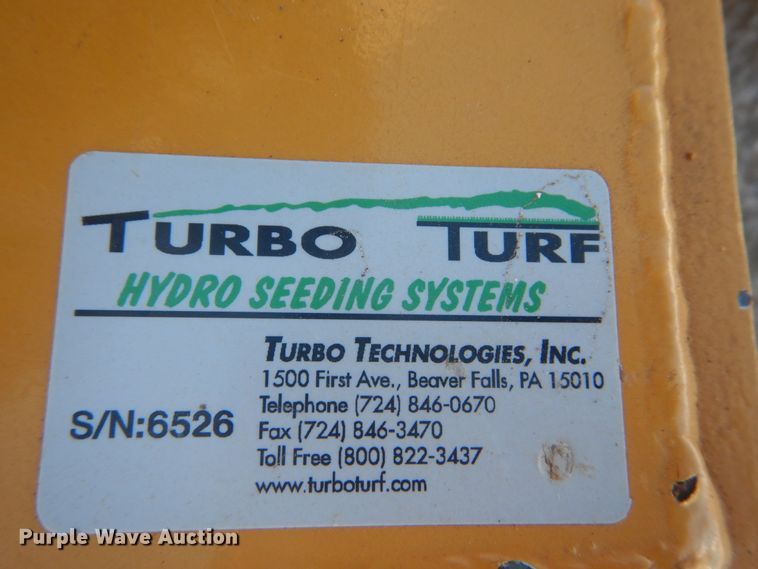 TURBO TURF
HYDRO SEEDING SYSTEMS
TURBO TECHNOLOGIES, INC.
1500 First Ave., Beaver Falls, PA 15010
Telephone (724) 846-0670
S/N:6526
Fax (724) 846-3470
Toll Free (800) 822-3437
www.turboturf.com
Purple Wave Auction®